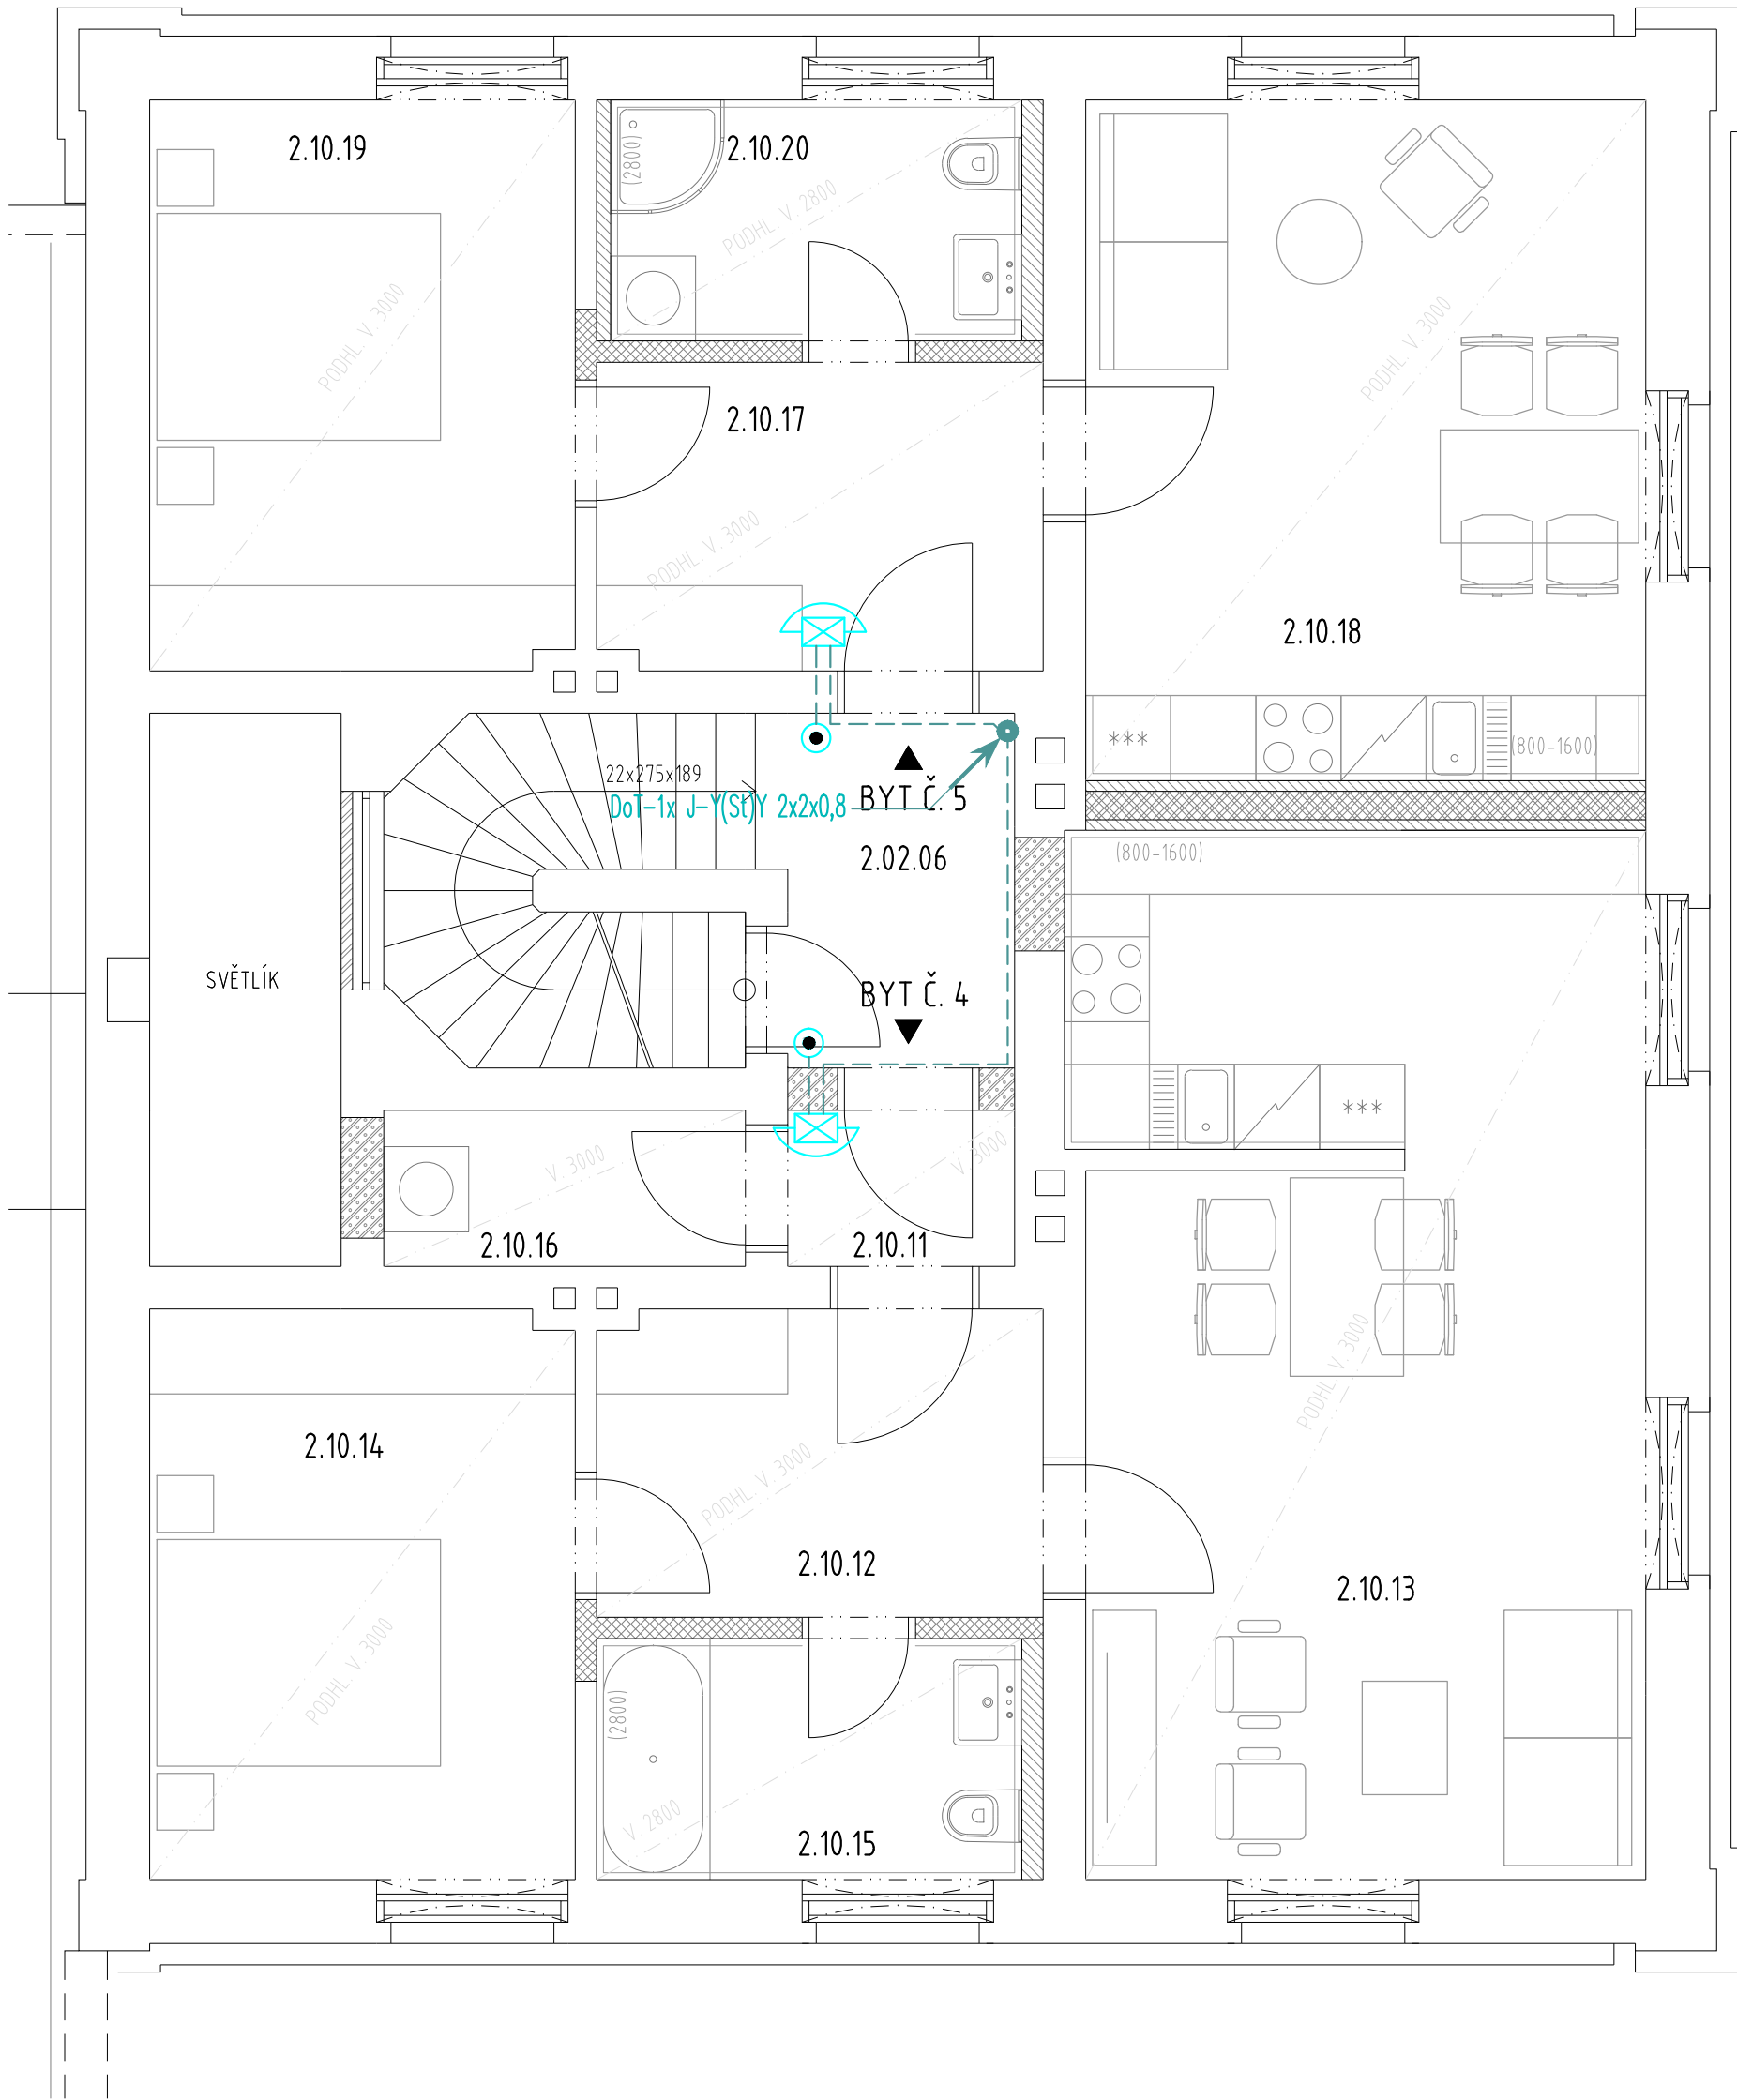 2.10.19
2.10.20
(2800)
PODHL. V. 2800
PODHL. V. 3000
PODHL. V. 3000
2.10.17
PODHL. V. 3000
2.10.18
***
(800-1600)
22x275x189
DoT-1x J-Y(St)Y 2x2x0,8
BYT Č. 5
2.02.06
(800-1600)
SVĚTLÍK
BYT Č. 4
***
V. 3000
V. 3000
2.10.16
2.10.11
PODHL. V. 3000
2.10.14
PODHL. V. 3000
2.10.12
2.10.13
PODHL. V. 3000
(2800)
V. 2800
2.10.15